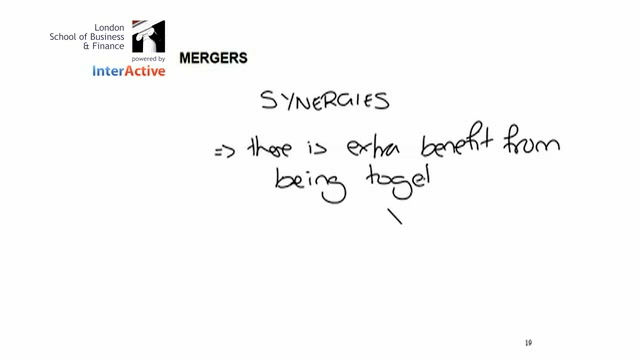 London
School of Business
& Finance
powered by
InterActive
MERGERS
SYNERGIES
=> there is extra benefit from
being togel
19